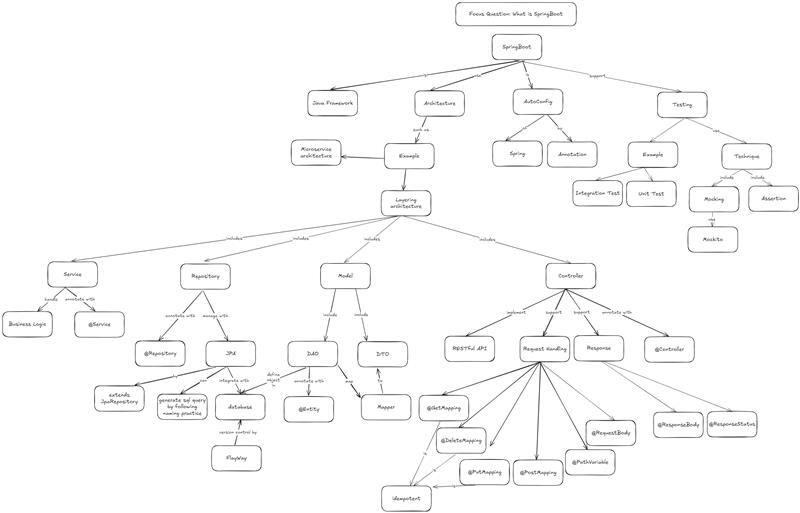 Focus Question: What is SpringBoot
SpringBoot
is
use
is
support
Java Framework
Architecture
AutoConfig
Testing
such as
use
Microservice
architecture
Example
Spring
Annotation
Example
Technique
include
include
Layering
architecture
Integration Test
Unit Test
Mocking
Assertion
use
Mockito
includes
includes
includes
includes
Service
Repository
Model
Controller
handle
annotate with
annotate with
manage with
include
include
implement
support
support
annotate with
Business Logic
@Service
@Repository
JPA
DAO
DTO
RESTful API
Request Handling
Response
@Controller
by
can
integrate with
define
object
in
annotate with
map
to
extends
JpaRepository
generate sql query
by following
naming practice
database
@Entity
Mapper
@GetMapping
@DeleteMapping
@PutMapping
@PostMapping
@PathVariable
@RequestBody
@ResponseBody
@ResponseStatus
version control by
FlayWay
is
is
is
Idempotent